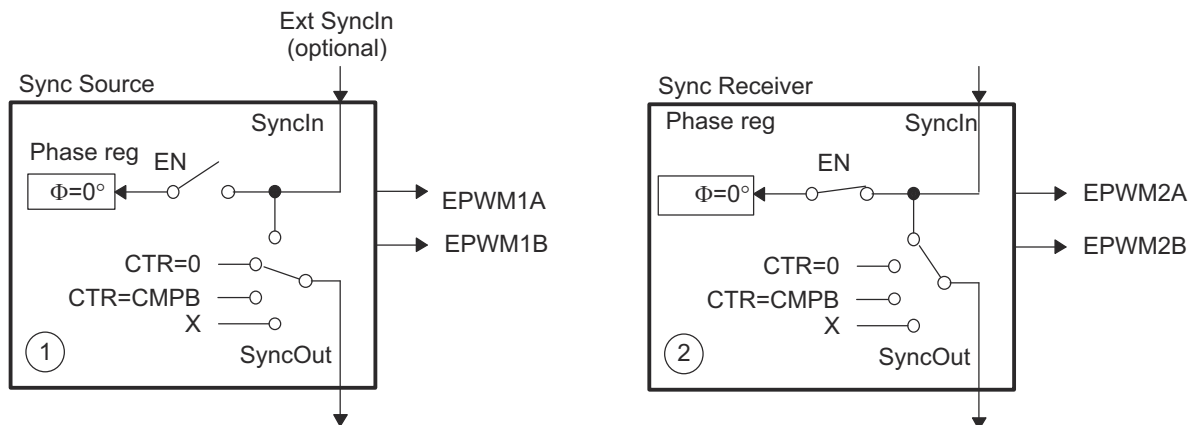 Ext SyncIn
(optional)
Sync Source
SyncIn
Phase reg
EN
Φ=0°
EPWM1A
EPWM1B
CTR=0
CTR=CMPB
X
1
SyncOut
Sync Receiver
Phase reg
SyncIn
EN
Φ=0°
EPWM2A
EPWM2B
CTR=0
CTR=CMPB
X
2
SyncOut